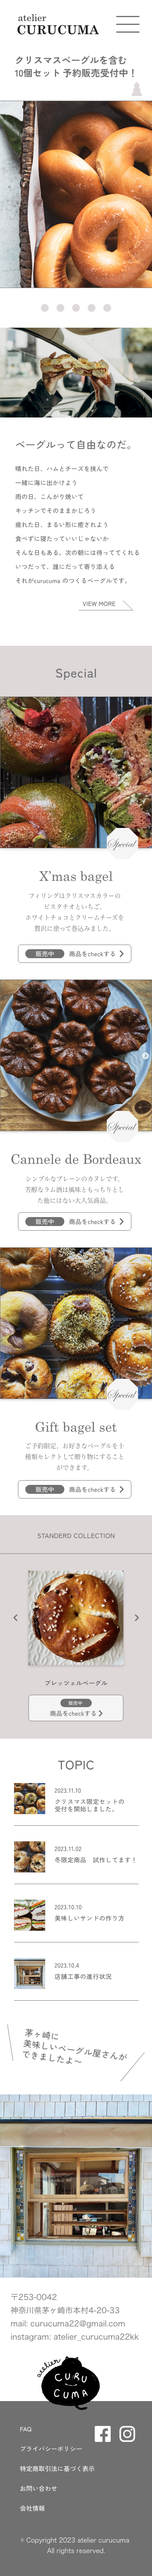 atelier
CURUCUMA
クリスマスベーグルを含む
10個セット 予約販売受付中！
ベーグルって自由なのだ。
晴れた日、ハムとチーズを挟んで
一緒に海に出かけよう
雨の日、こんがり焼いて
キッチンでそのままかじろう
疲れた日、まるい形に癒されよう
食べずに寝たっていいじゃないか
そんな日もある。次の朝には待っててくれる
いつだって、誰にだって寄り添える
それがcurucuma のつくるベーグルです。
VIEW MORE
Special
Special
X'mas bagel
フィリングはクリスマスカラーの
ピスタチオといちご。
ホワイトチョコとクリームチーズを
贅沢に使って巻込みました。
販売中 商品をcheckする
Special
Cannele de Bordeaux
シンプルなプレーンのカヌレです。
芳醇なラム酒は風味ともっちりとし
た他にはない大人気商品。
販売中 商品をcheckする
Special
Gift bagel set
ご予約限定。お好きなベーグルを十
種類セレクトして贈り物にすること
ができます。
販売中 商品をcheckする
STANDERD COLLECTION
ブレッツェルベーグル
販売中
商品をcheckする
TOPIC
2023.11.10
クリスマス限定セットの
受付を開始しました。
2023.11.02
冬限定商品 試作してます！
2023.10.10
美味しいサンドの作り方
2023.10.4
店舗工事の進行状況
茅ヶ崎に
美味しいベーグル屋さんが
できましたよ〜
〒253-0042
神奈川県茅ヶ崎市本村4-20-33
mail: curucuma22@gmail.com
instagram: atelier_curucuma22kk
atelier
CURU
CUMA
FAQ
プライバシーポリシー
特定商取引法に基づく表示
お問い合わせ
会社情報
© Copyright 2023 atelier curucuma
All rights reserved.